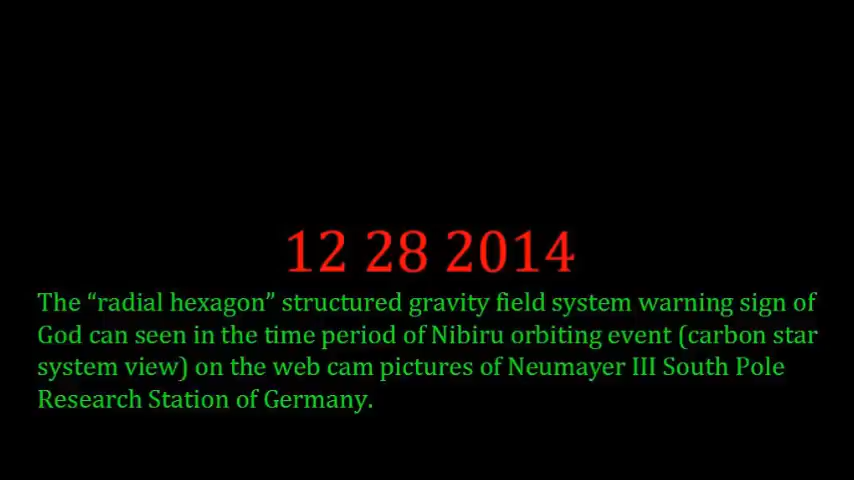 12 28 2014
The “radial hexagon” structured gravity field system warning sign of
God can seen in the time period of Nibiru orbiting event (carbon star
system view) on the web cam pictures of Neumayer III South Pole
Research Station of Germany.